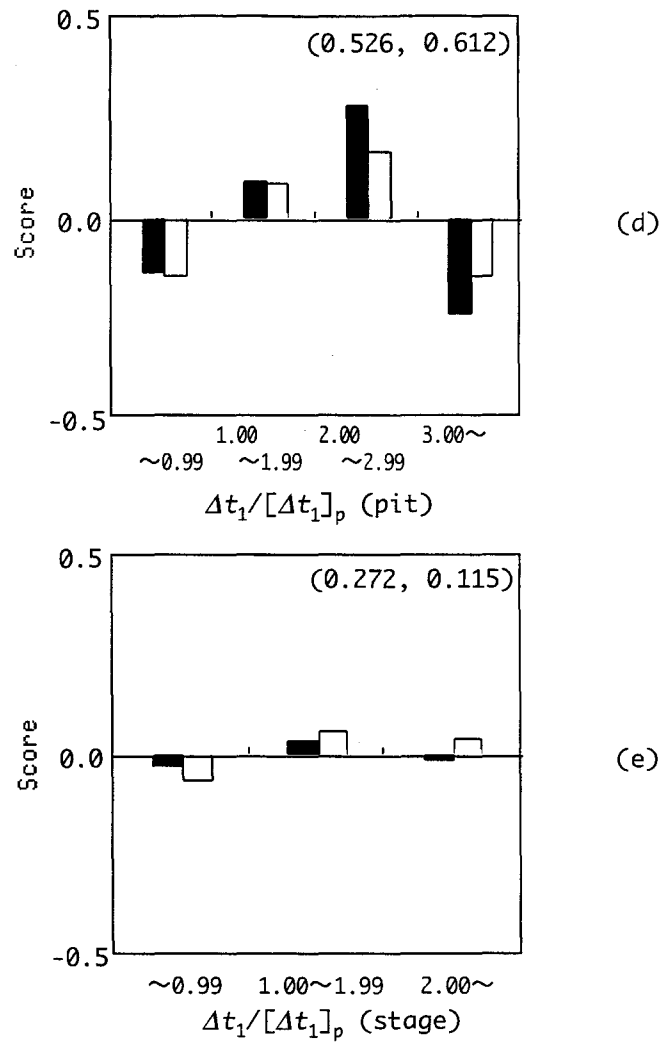 0.5
(0.526, 0.612)
Score
0.0
(d)
-0.5
1.00 2.00 3.00～
～0.99 ～1.99 ～2.99
Δt₁/[Δt₁]ₚ (pit)
0.5
(0.272, 0.115)
Score
0.0
(e)
-0.5
～0.99 1.00～1.99 2.00～
Δt₁/[Δt₁]ₚ (stage)